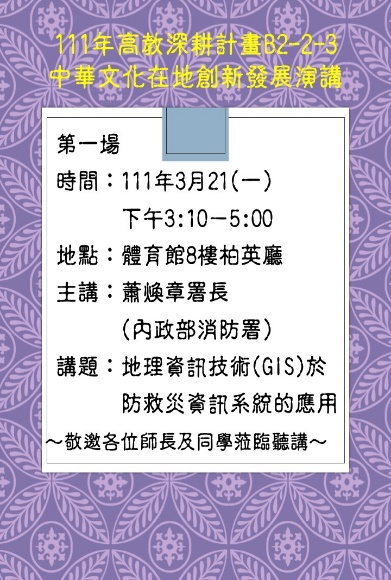 111年高教深耕計畫B2-2-3
中華文化在地創新發展演講
第一場
時間：111年3月21(一)
下午3:10-5:00
地點：體育館8樓柏英廳
主講：蕭煥章署長
(內政部消防署)
講題：地理資訊技術(GIS)於
防救災資訊系統的應用
～敬邀各位師長及同學蒞臨聽講～